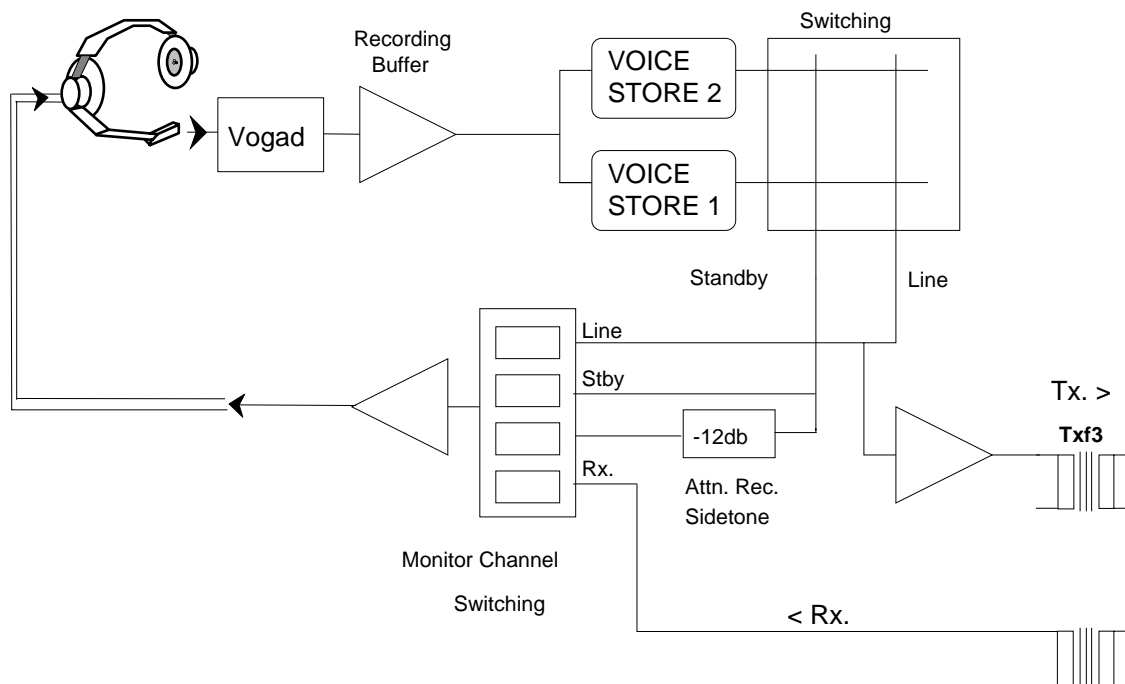 Switching
Recording
Buffer
VOICE
STORE 2
Vogad
VOICE
STORE 1
Standby
Line
Line
Stby
Tx. >
-12db
Txf3
Rx.
Attn. Rec.
Sidetone
Monitor Channel
Switching
< Rx.